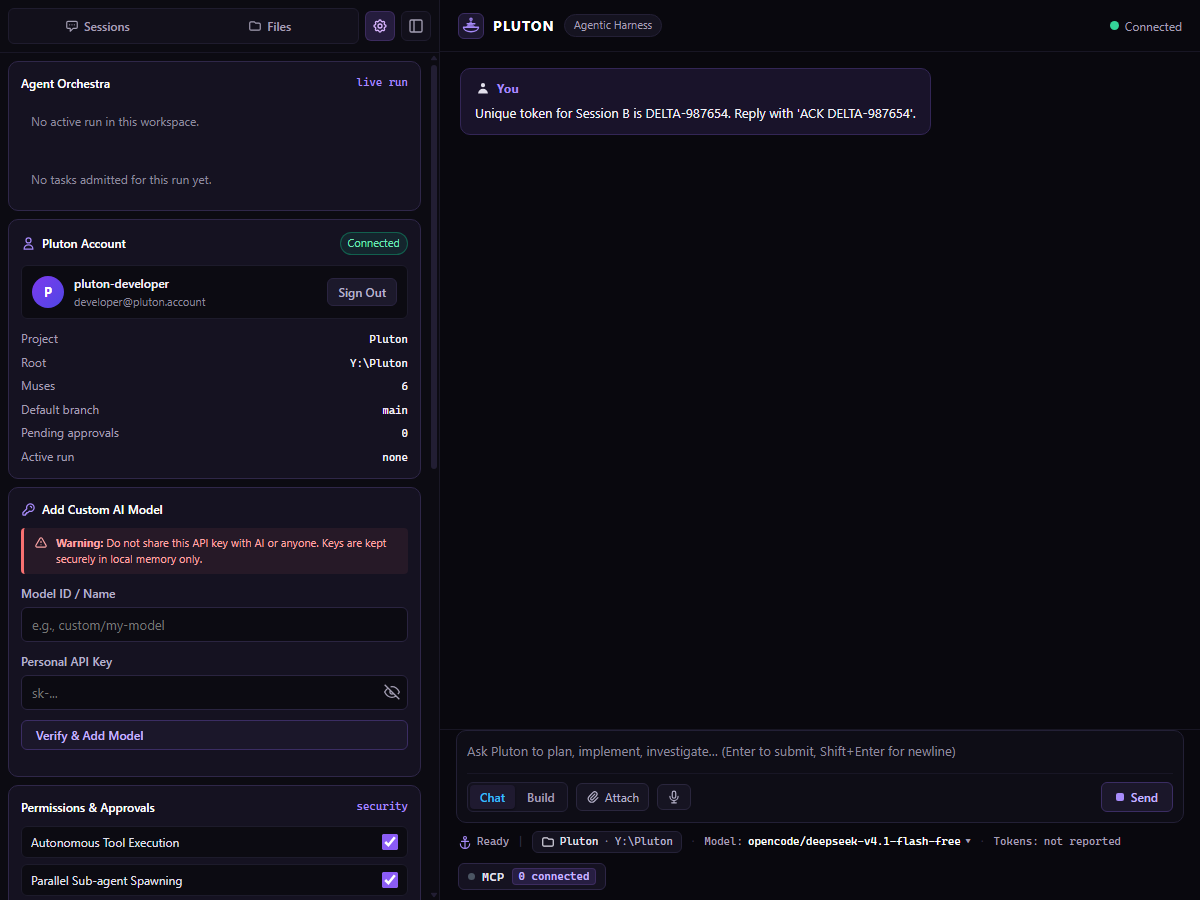 Sessions
Files
PLUTON
Agentic Harness
Connected
Agent Orchestra
live run
No active run in this workspace.
No tasks admitted for this run yet.
Pluton Account
Connected
P
pluton-developer
developer@pluton.account
Sign Out
Project
Pluton
Root
Y:\Pluton
Muses
6
Default branch
main
Pending approvals
0
Active run
none
Add Custom AI Model
Warning: Do not share this API key with AI or anyone. Keys are kept
securely in local memory only.
Model ID / Name
e.g., custom/my-model
Personal API Key
sk-...
Verify & Add Model
Permissions & Approvals
security
Autonomous Tool Execution
Parallel Sub-agent Spawning
You
Unique token for Session B is DELTA-987654. Reply with 'ACK DELTA-987654'.
Ask Pluton to plan, implement, investigate... (Enter to submit, Shift+Enter for newline)
Chat
Build
Attach
Send
Ready
Pluton · Y:\Pluton
Model: opencode/deepseek-v4.1-flash-free
Tokens: not reported
MCP
0 connected